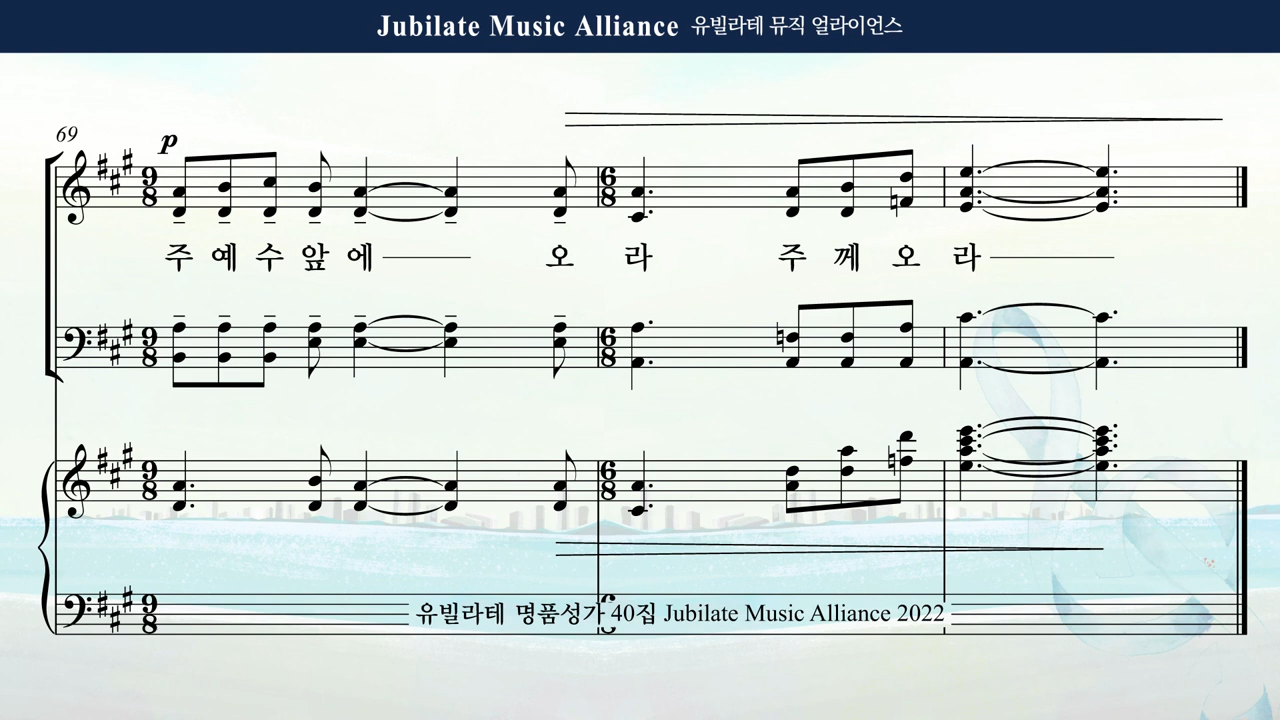 Jubilate Music Alliance 유빌라테 뮤직 얼라이언스
69
p
주 예 수 앞 에 오 라 주 께 오 라
유빌라테 명품성가 40집 Jubilate Music Alliance 2022